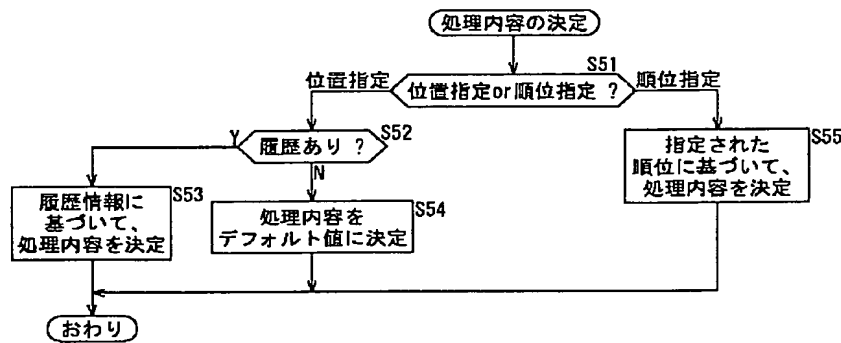 処理内容の決定
S51
位置指定or順位指定 ?
位置指定
順位指定
S52
履歴あり ?
Y
N
S53
履歴情報に
基づいて、
処理内容を決定
S54
処理内容を
デフォルト値に決定
S55
指定された
順位に基づいて、
処理内容を決定
おわり